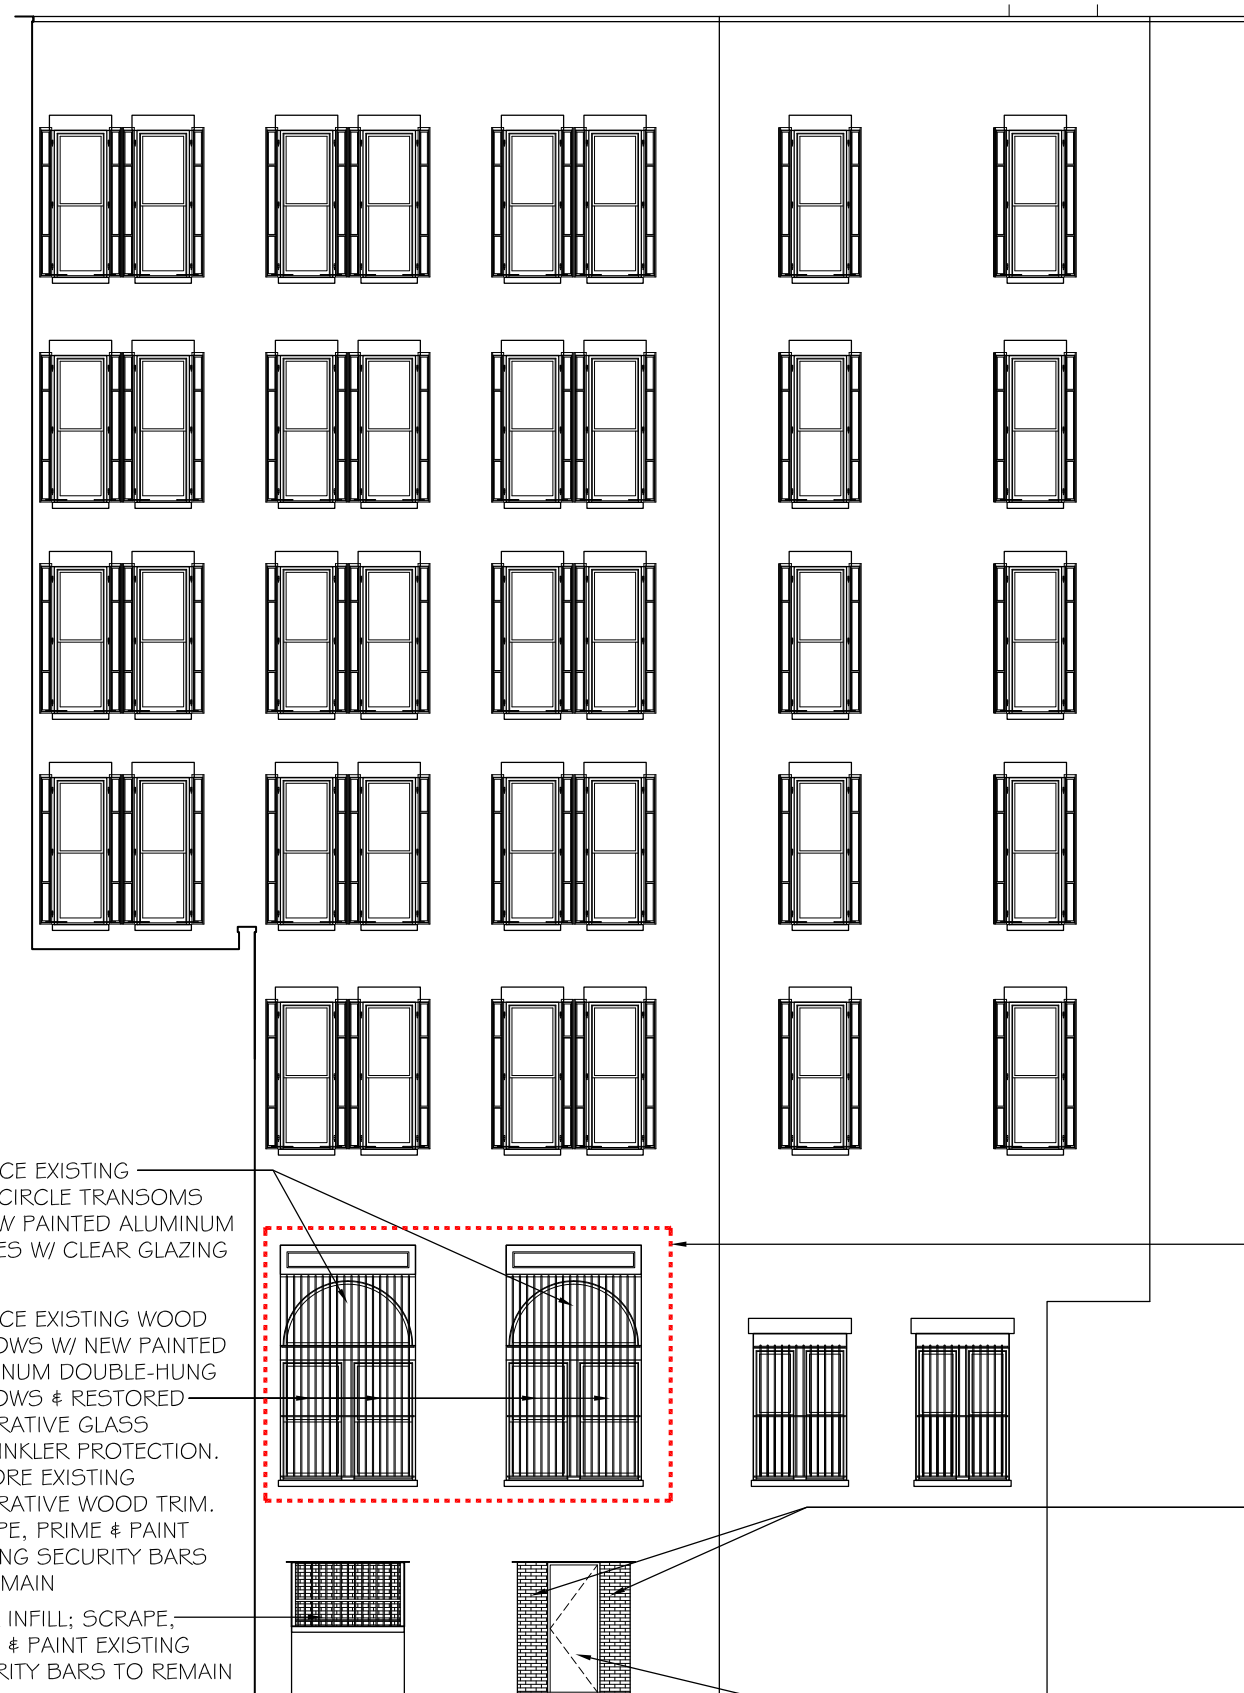 CE EXISTING
CIRCLE TRANSOMS
W PAINTED ALUMINUM
ES W/ CLEAR GLAZING
CE EXISTING WOOD
OWS W/ NEW PAINTED
NUM DOUBLE-HUNG
OWS & RESTORED
RATIVE GLASS
INKLER PROTECTION.
ORE EXISTING
RATIVE WOOD TRIM.
PE, PRIME & PAINT
NG SECURITY BARS
MAIN
INFILL; SCRAPE,
& PAINT EXISTING
RITY BARS TO REMAIN